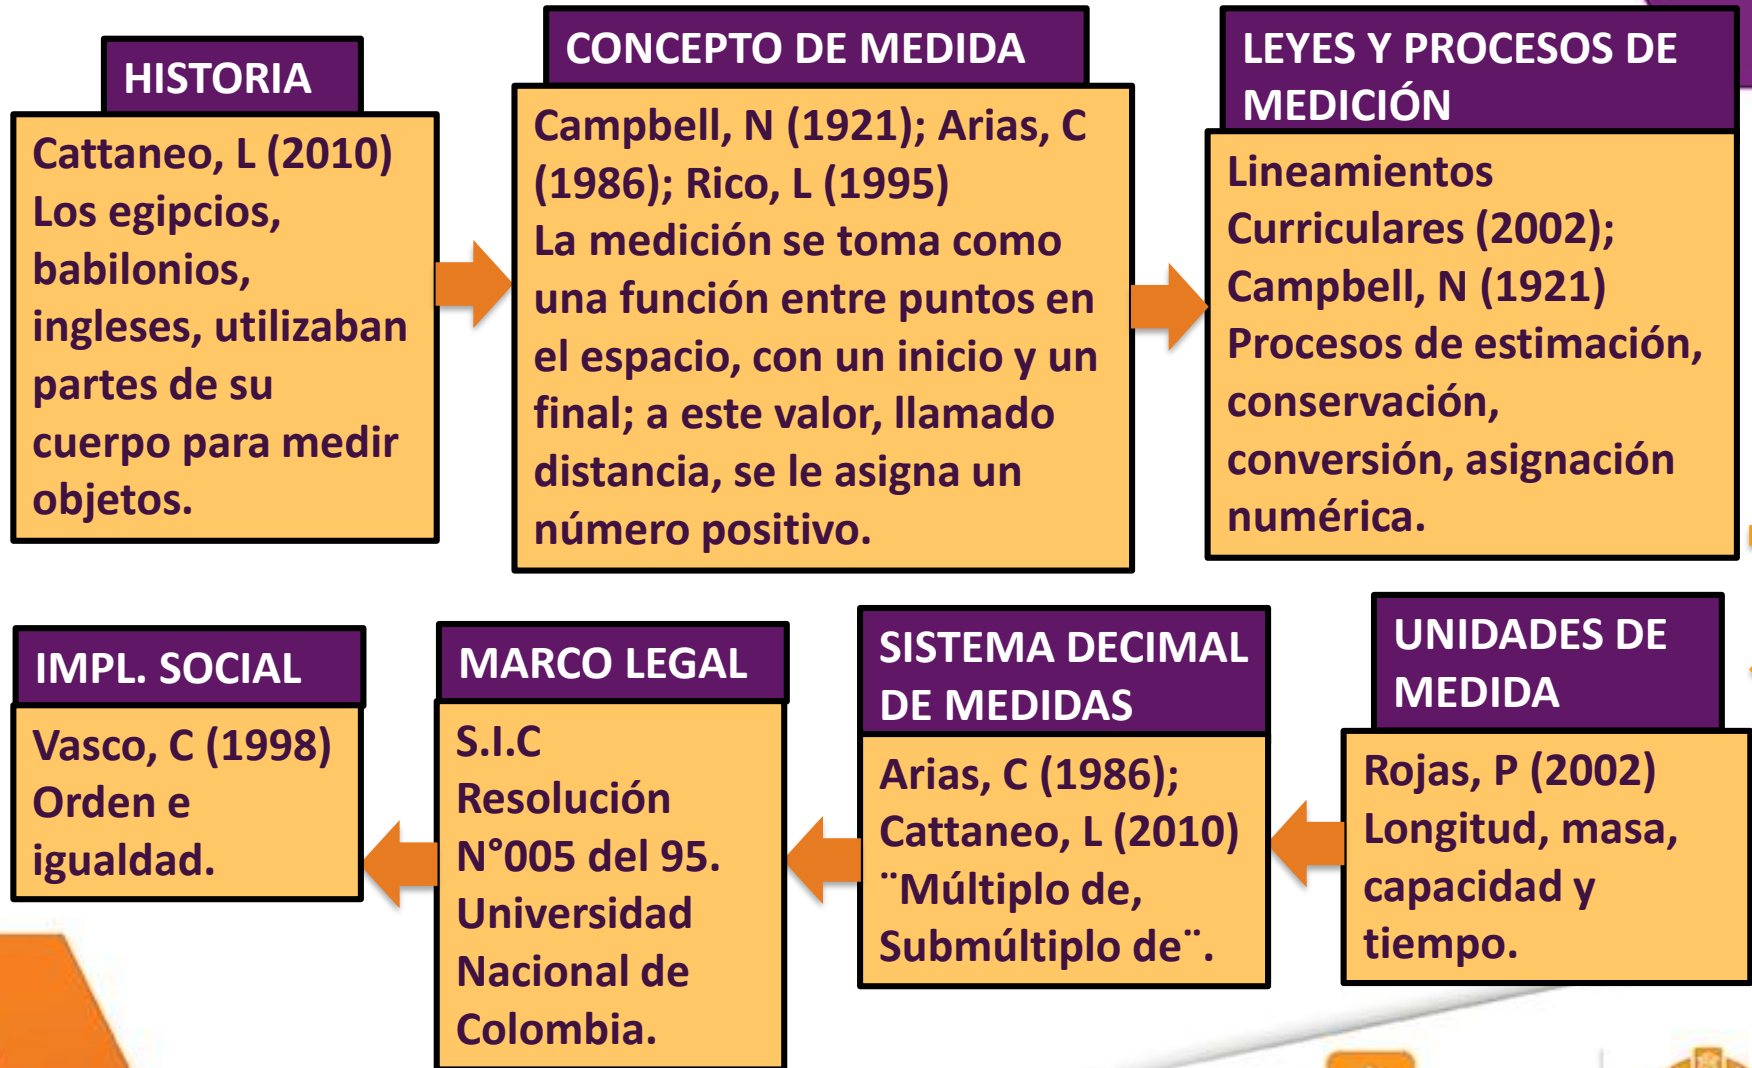 HISTORIA
Cattaneo, L (2010)
Los egipcios,
babilonios,
ingleses, utilizaban
partes de su
cuerpo para medir
objetos.
CONCEPTO DE MEDIDA
Campbell, N (1921); Arias, C
(1986); Rico, L (1995)
La medición se toma como
una función entre puntos en
el espacio, con un inicio y un
final; a este valor, llamado
distancia, se le asigna un
número positivo.
LEYES Y PROCESOS DE
MEDICIÓN
Lineamientos
Curriculares (2002);
Campbell, N (1921)
Procesos de estimación,
conservación,
conversión, asignación
numérica.
UNIDADES DE
MEDIDA
Rojas, P (2002)
Longitud, masa,
capacidad y
tiempo.
SISTEMA DECIMAL
DE MEDIDAS
Arias, C (1986);
Cattaneo, L (2010)
¨Múltiplo de,
Submúltiplo de¨.
MARCO LEGAL
S.I.C
Resolución
N°005 del 95.
Universidad
Nacional de
Colombia.
IMPL. SOCIAL
Vasco, C (1998)
Orden e
igualdad.